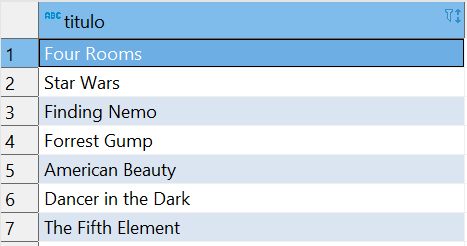 ABC titulo
1 Four Rooms
2 Star Wars
3 Finding Nemo
4 Forrest Gump
5 American Beauty
6 Dancer in the Dark
7 The Fifth Element